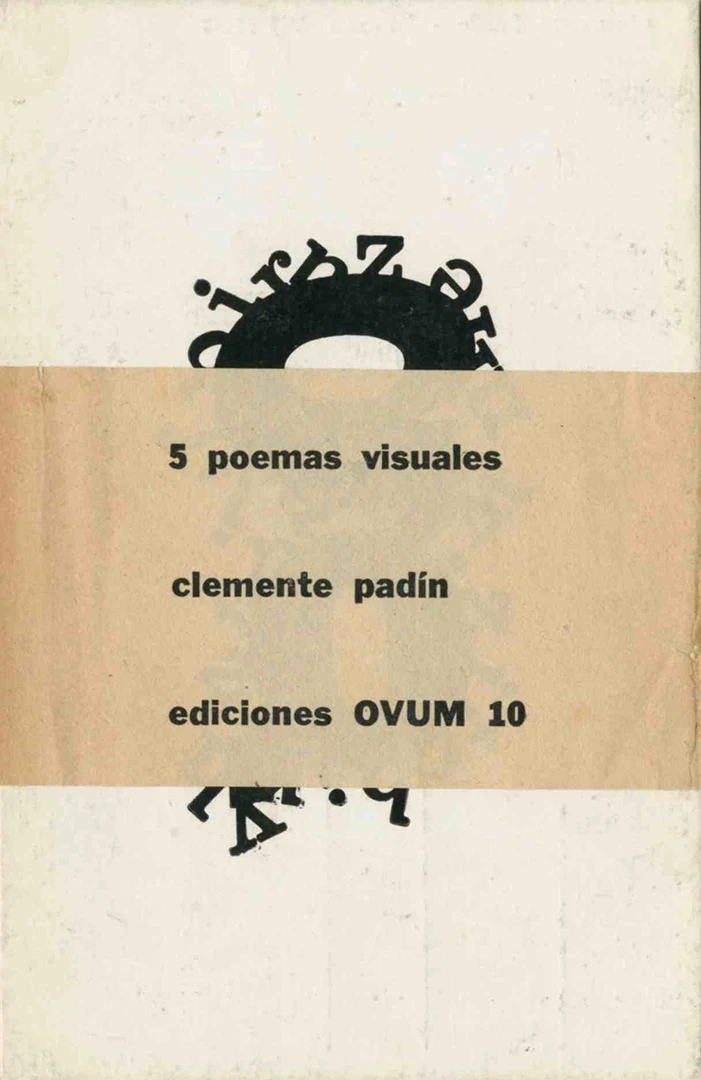 5 poemas visuales
clemente padín
ediciones OVUM 10